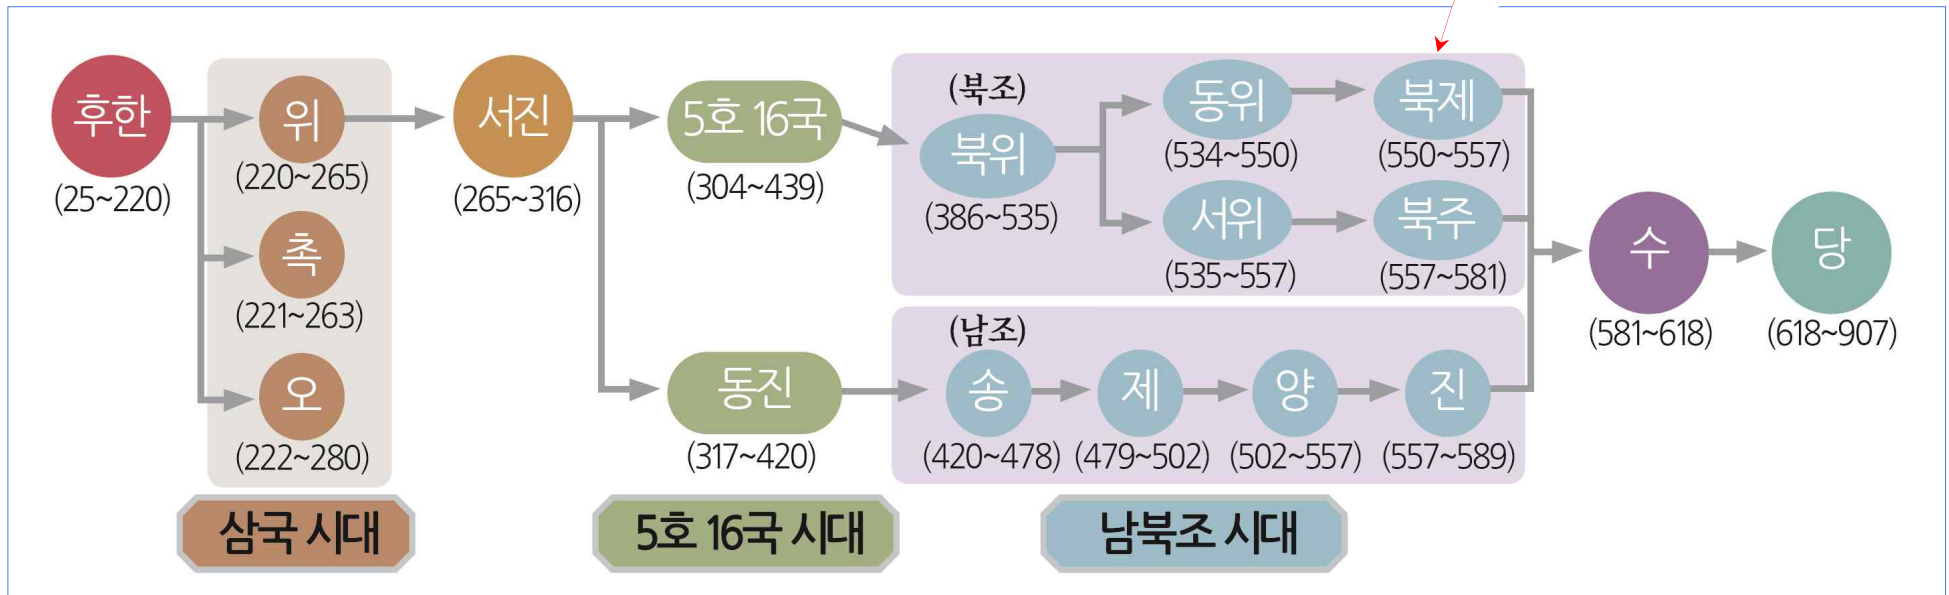 후한
(25~220)
위
(220~265)
촉
(221~263)
오
(222~280)
삼국 시대
서진
(265~316)
5호 16국
(304~439)
동진
(317~420)
5호 16국 시대
(북조)
북위
(386~535)
동위
(534~550)
북제
(550~557)
서위
(535~557)
북주
(557~581)
(남조)
송
(420~478)
제
(479~502)
양
(502~557)
진
(557~589)
남북조 시대
수
(581~618)
당
(618~907)